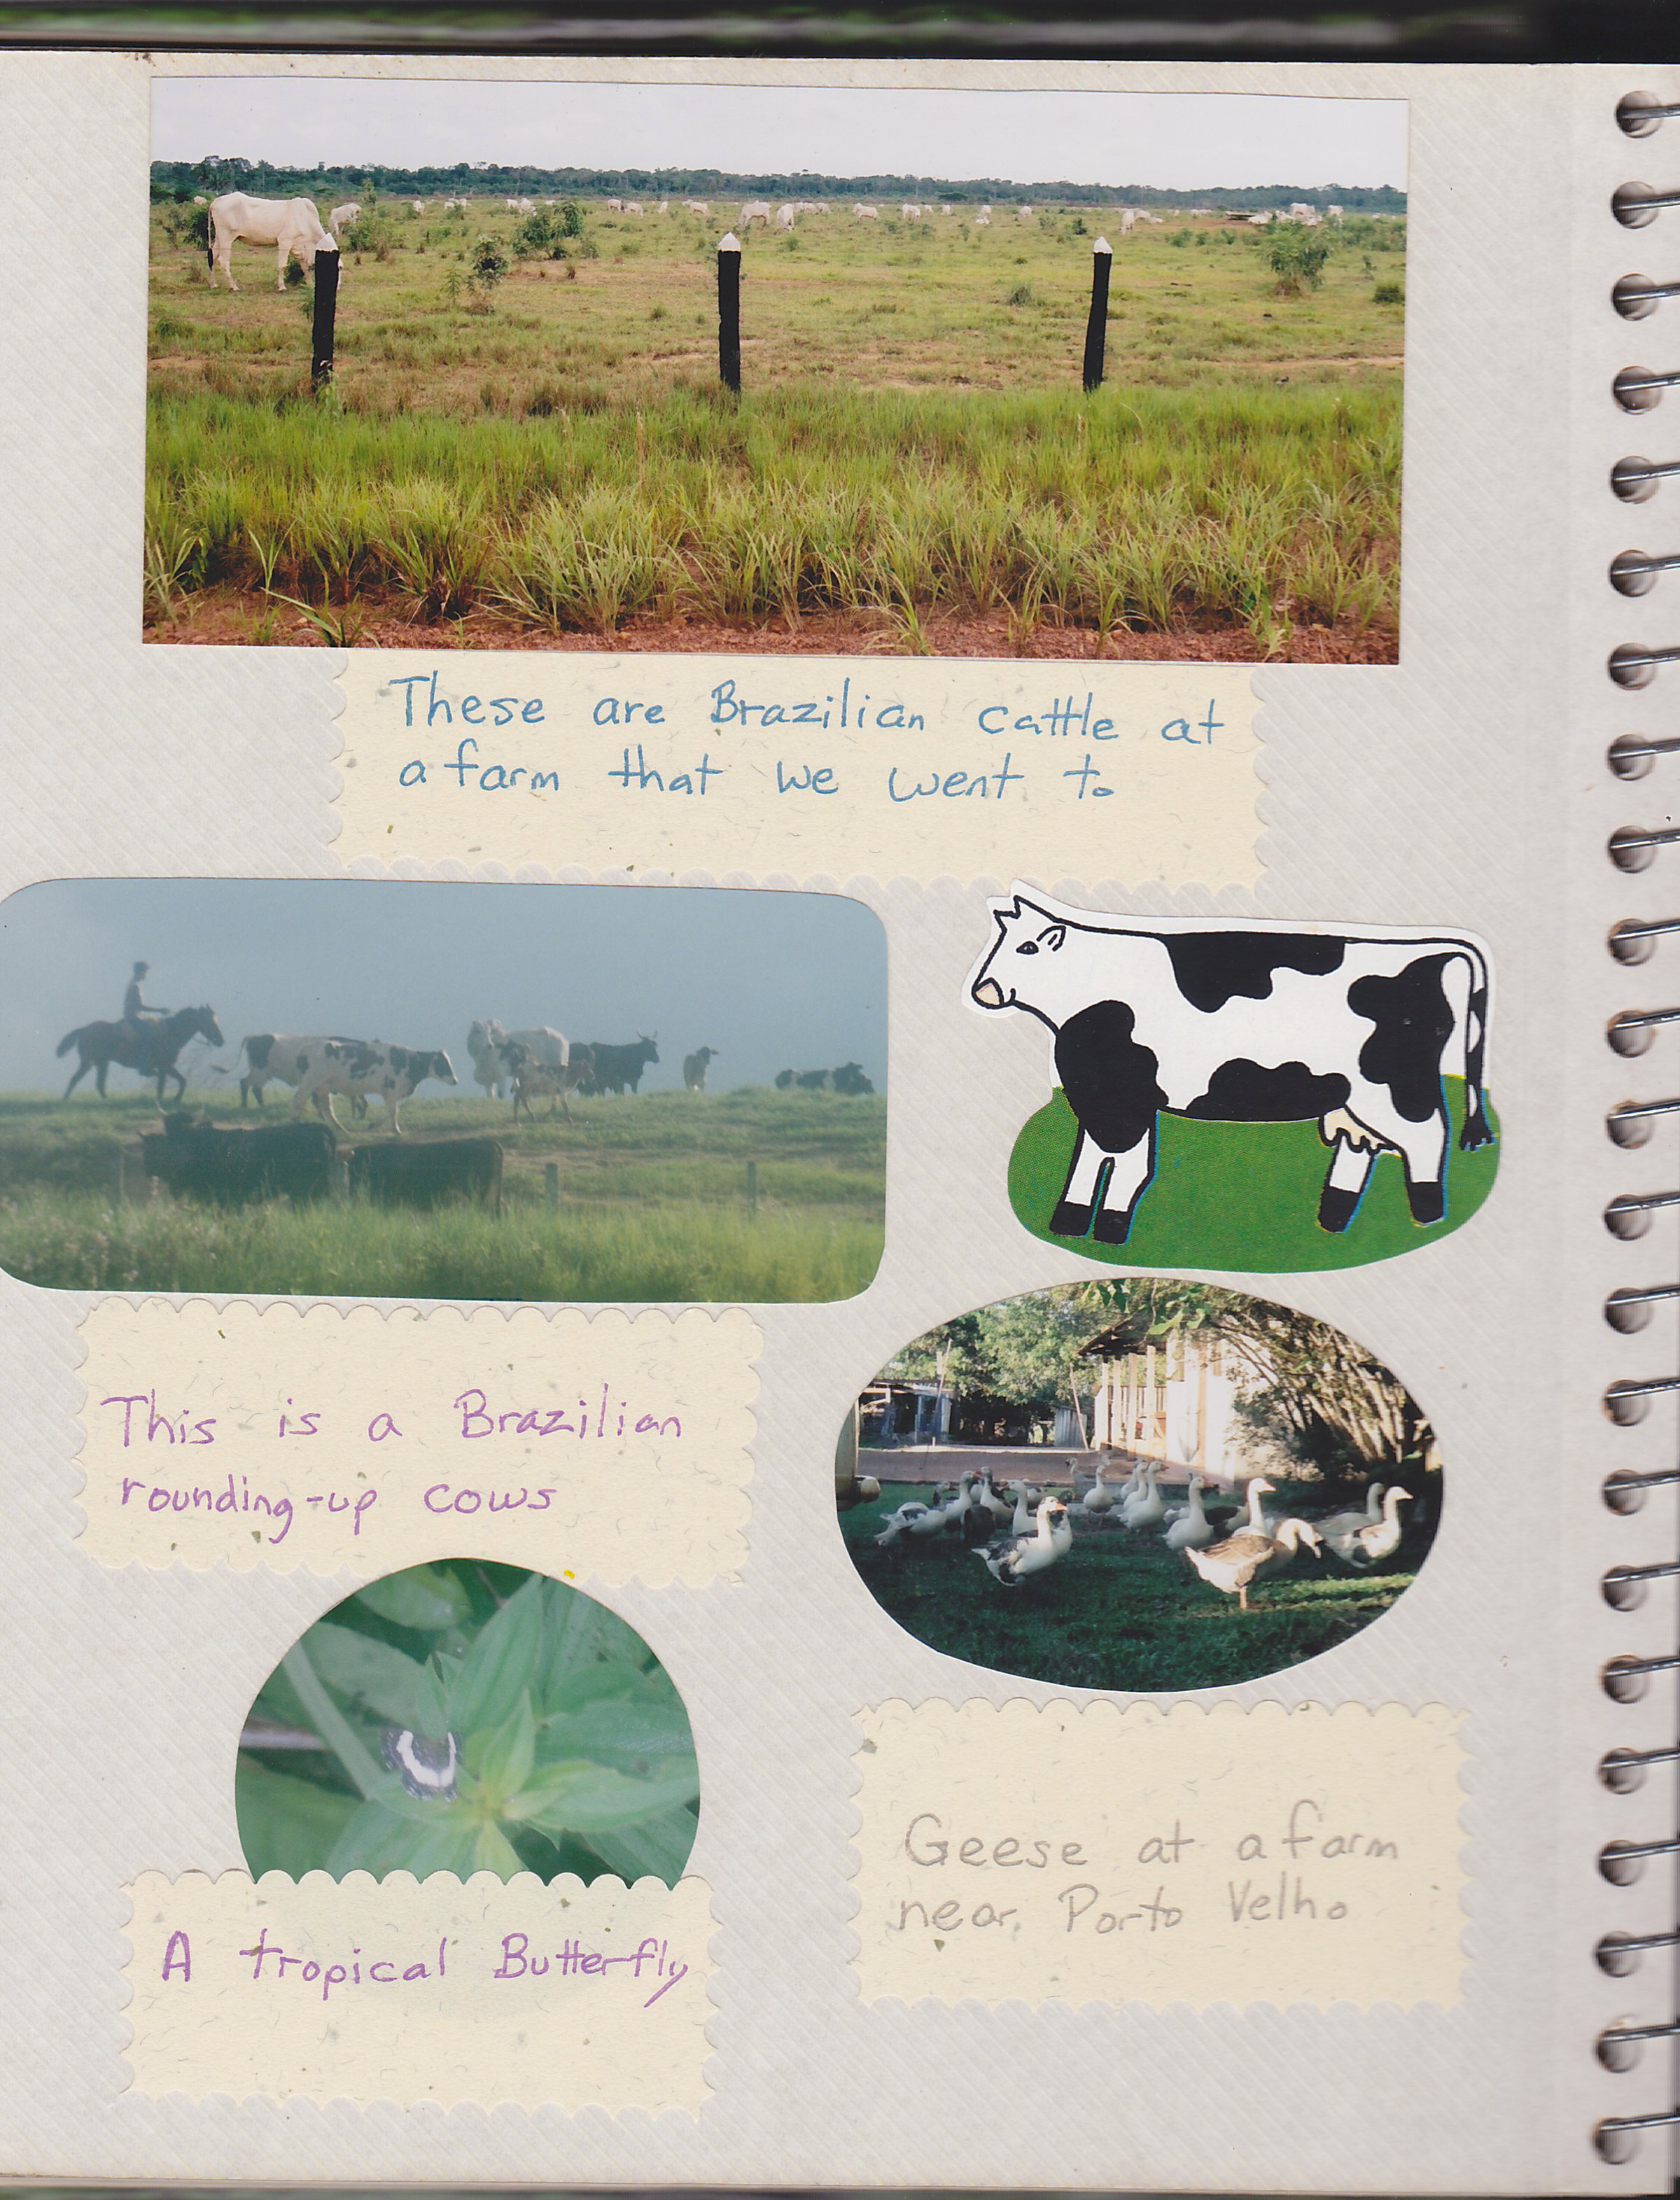 These are Brazilian cattle at
a farm that we went to
This is a Brazilian
rounding-up cows
Geese at a farm
near, Porto Velho
A tropical Butterfly